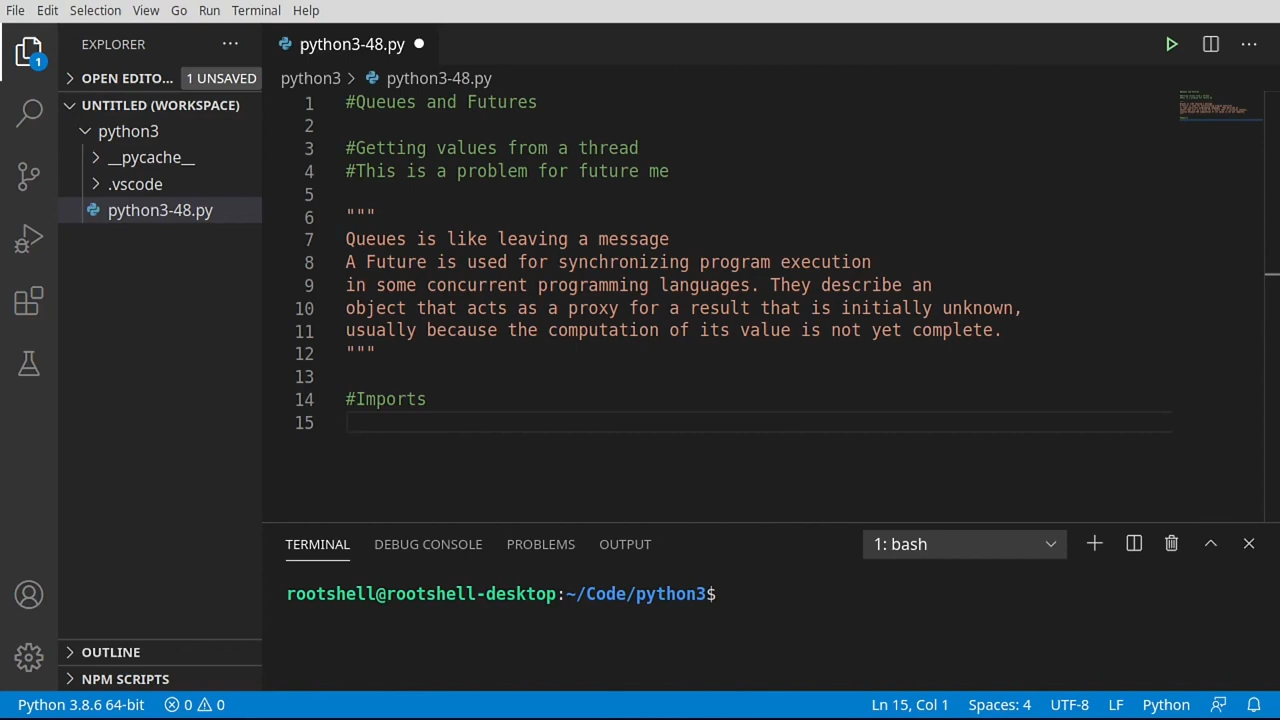 File Edit Selection View Go Run Terminal Help
EXPLORER
OPEN EDITO... 1 UNSAVED
UNTITLED (WORKSPACE)
python3
__pycache__
.vscode
python3-48.py
OUTLINE
NPM SCRIPTS
python3-48.py
python3 > python3-48.py
1 #Queues and Futures
2
3 #Getting values from a thread
4 #This is a problem for future me
5
6 """
7 Queues is like leaving a message
8 A Future is used for synchronizing program execution
9 in some concurrent programming languages. They describe an
10 object that acts as a proxy for a result that is initially unknown,
11 usually because the computation of its value is not yet complete.
12 """
13
14 #Imports
15
TERMINAL DEBUG CONSOLE PROBLEMS OUTPUT 1: bash
rootshell@rootshell-desktop:~/Code/python3$
1
Python 3.8.6 64-bit 0 0 Ln 15, Col 1 Spaces: 4 UTF-8 LF Python